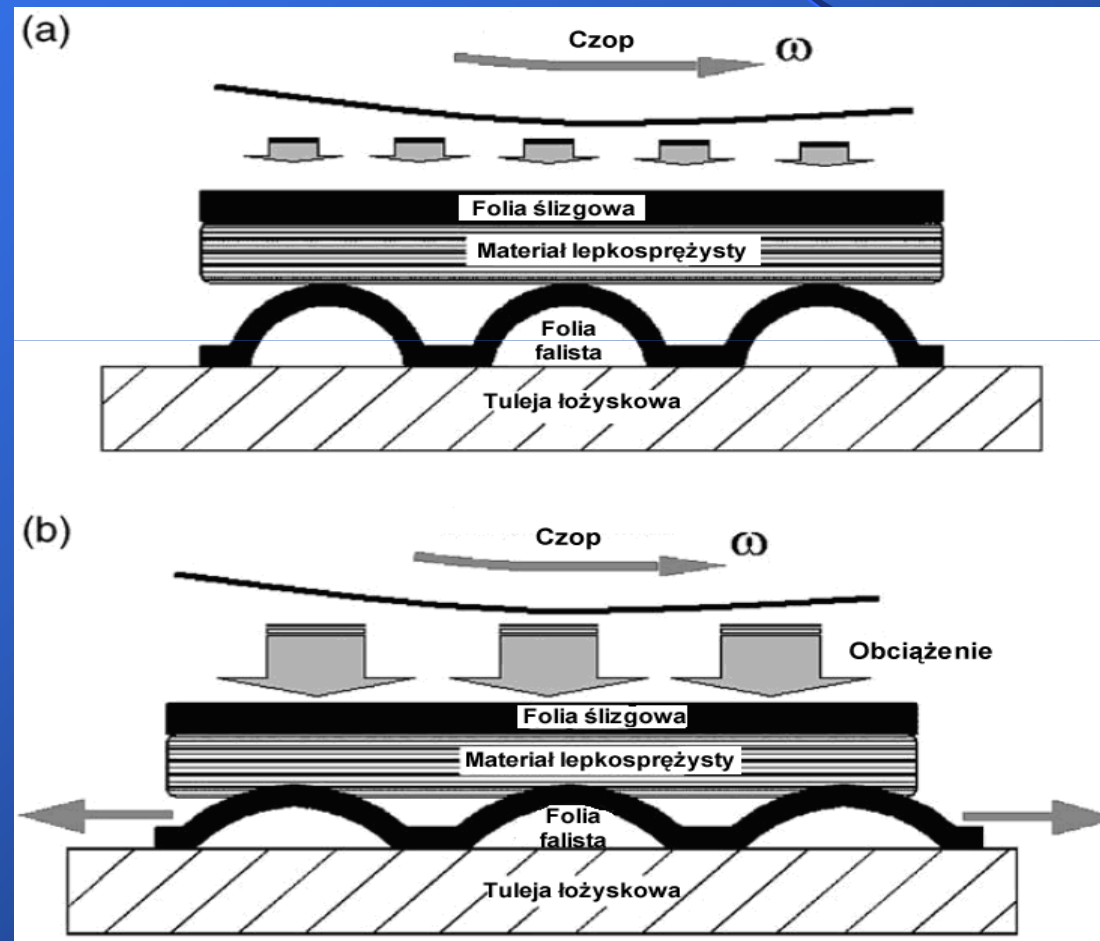 (a)
Czop
ω
Folia ślizgowa
Materiał lepkosprężysty
Folia
falista
Tuleja łożyskowa
(b)
Czop
ω
Obciążenie
Folia ślizgowa
Materiał lepkosprężysty
Folia
falista
Tuleja łożyskowa